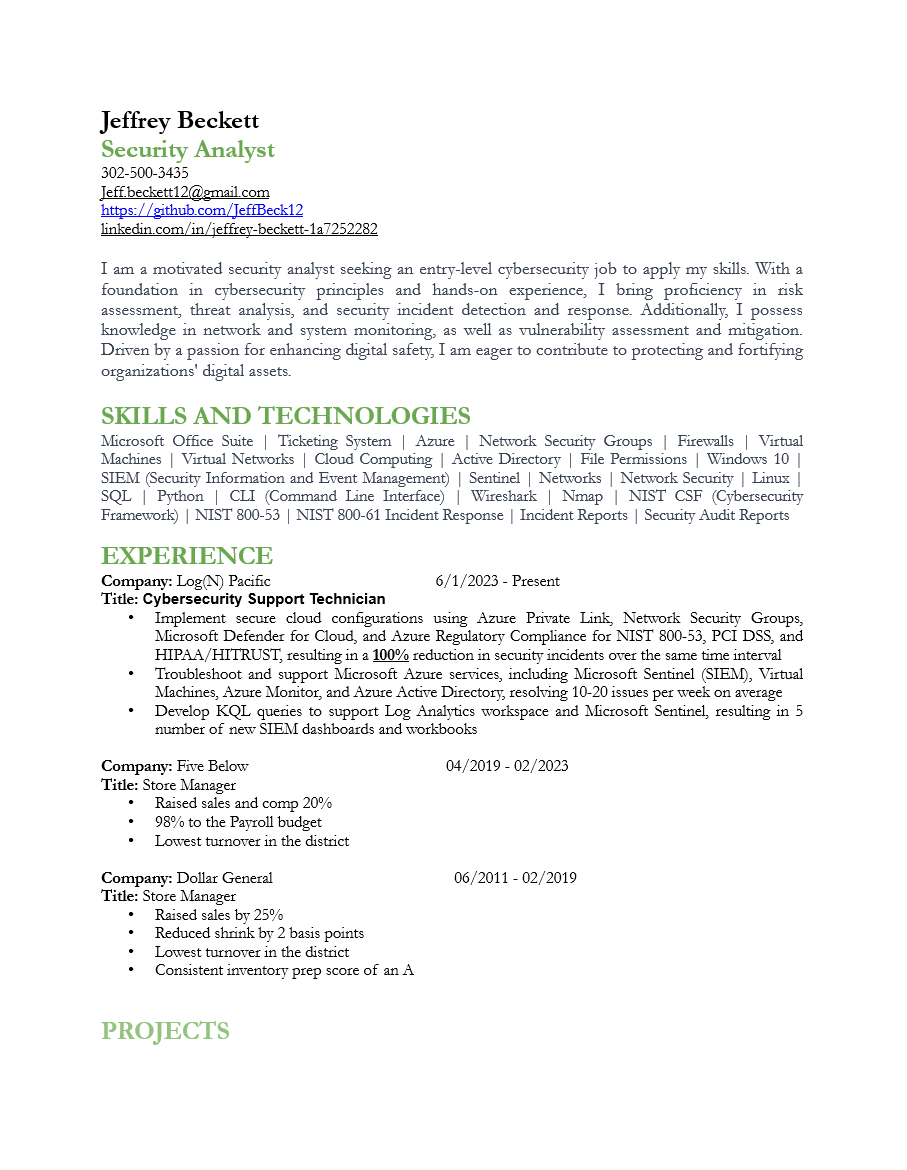 Jeffrey Beckett
Security Analyst
302-500-3435
Jeff.beckett12@gmail.com
https://github.com/JeffBeck12
linkedin.com/in/jeffrey-beckett-1a7252282
I am a motivated security analyst seeking an entry-level cybersecurity job to apply my skills. With a
foundation in cybersecurity principles and hands-on experience, I bring proficiency in risk
assessment, threat analysis, and security incident detection and response. Additionally, I possess
knowledge in network and system monitoring, as well as vulnerability assessment and mitigation.
Driven by a passion for enhancing digital safety, I am eager to contribute to protecting and fortifying
organizations' digital assets.
SKILLS AND TECHNOLOGIES
Microsoft Office Suite | Ticketing System | Azure | Network Security Groups | Firewalls | Virtual
Machines | Virtual Networks | Cloud Computing | Active Directory | File Permissions | Windows 10 |
SIEM (Security Information and Event Management) | Sentinel | Networks | Network Security | Linux |
SQL | Python | CLI (Command Line Interface) | Wireshark | Nmap | NIST CSF (Cybersecurity
Framework) | NIST 800-53 | NIST 800-61 Incident Response | Incident Reports | Security Audit Reports
EXPERIENCE
Company: Log(N) Pacific 6/1/2023 - Present
Title: Cybersecurity Support Technician
• Implement secure cloud configurations using Azure Private Link, Network Security Groups,
Microsoft Defender for Cloud, and Azure Regulatory Compliance for NIST 800-53, PCI DSS, and
HIPAA/HITRUST, resulting in a 100% reduction in security incidents over the same time interval
• Troubleshoot and support Microsoft Azure services, including Microsoft Sentinel (SIEM), Virtual
Machines, Azure Monitor, and Azure Active Directory, resolving 10-20 issues per week on average
• Develop KQL queries to support Log Analytics workspace and Microsoft Sentinel, resulting in 5
number of new SIEM dashboards and workbooks
Company: Five Below 04/2019 - 02/2023
Title: Store Manager
• Raised sales and comp 20%
• 98% to the Payroll budget
• Lowest turnover in the district
Company: Dollar General 06/2011 - 02/2019
Title: Store Manager
• Raised sales by 25%
• Reduced shrink by 2 basis points
• Lowest turnover in the district
• Consistent inventory prep score of an A
PROJECTS